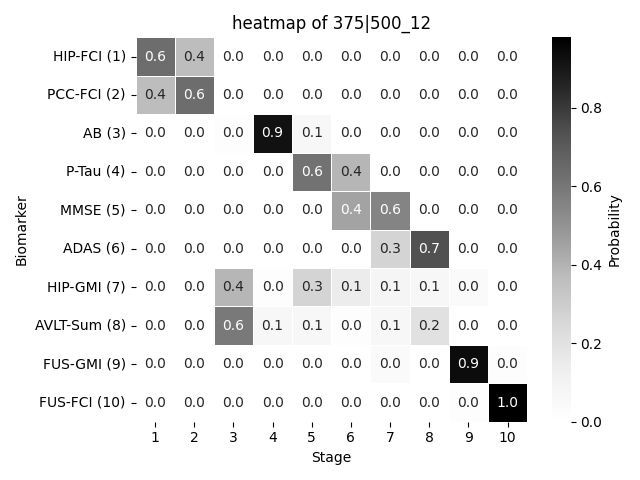 heatmap of 375|500_12
Biomarker
HIP-FCI (1) 0.6 0.4 0.0 0.0 0.0 0.0 0.0 0.0 0.0 0.0
PCC-FCI (2) 0.4 0.6 0.0 0.0 0.0 0.0 0.0 0.0 0.0 0.0
AB (3) 0.0 0.0 0.0 0.9 0.1 0.0 0.0 0.0 0.0 0.0
P-Tau (4) 0.0 0.0 0.0 0.0 0.6 0.4 0.0 0.0 0.0 0.0
MMSE (5) 0.0 0.0 0.0 0.0 0.0 0.4 0.6 0.0 0.0 0.0
ADAS (6) 0.0 0.0 0.0 0.0 0.0 0.0 0.3 0.7 0.0 0.0
HIP-GMI (7) 0.0 0.0 0.4 0.0 0.3 0.1 0.1 0.1 0.0 0.0
AVLT-Sum (8) 0.0 0.0 0.6 0.1 0.1 0.0 0.1 0.2 0.0 0.0
FUS-GMI (9) 0.0 0.0 0.0 0.0 0.0 0.0 0.0 0.0 0.9 0.0
FUS-FCI (10) 0.0 0.0 0.0 0.0 0.0 0.0 0.0 0.0 0.0 1.0
1 2 3 4 5 6 7 8 9 10
Stage
0.8
0.6
0.4
0.2
0.0
Probability